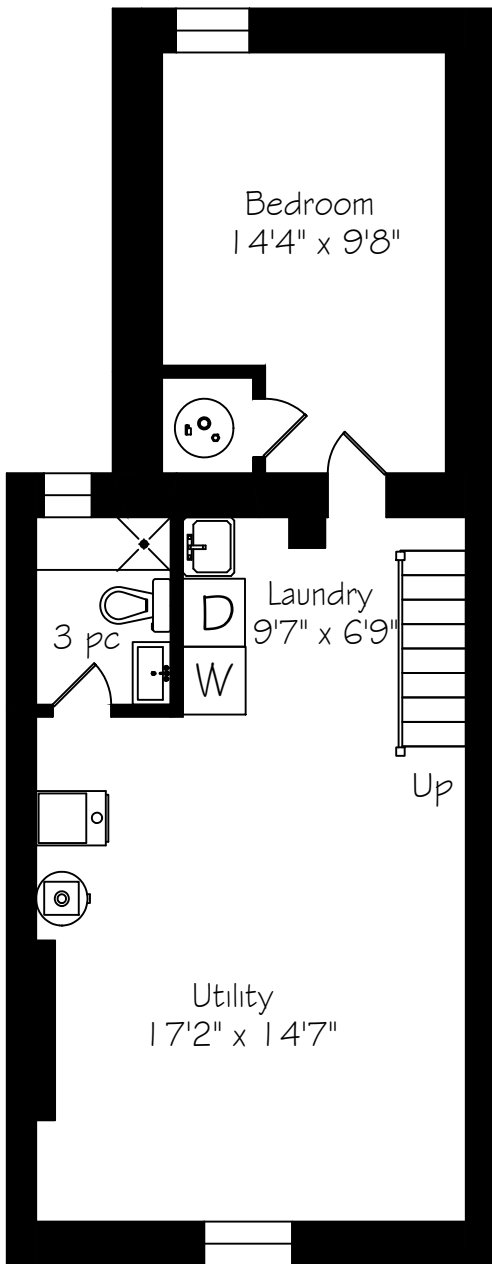 Bedroom
14'4" x 9'8"
Laundry
9'7" x 6'9"
D
3 pc
W
Up
Utility
17'2" x 14'7"